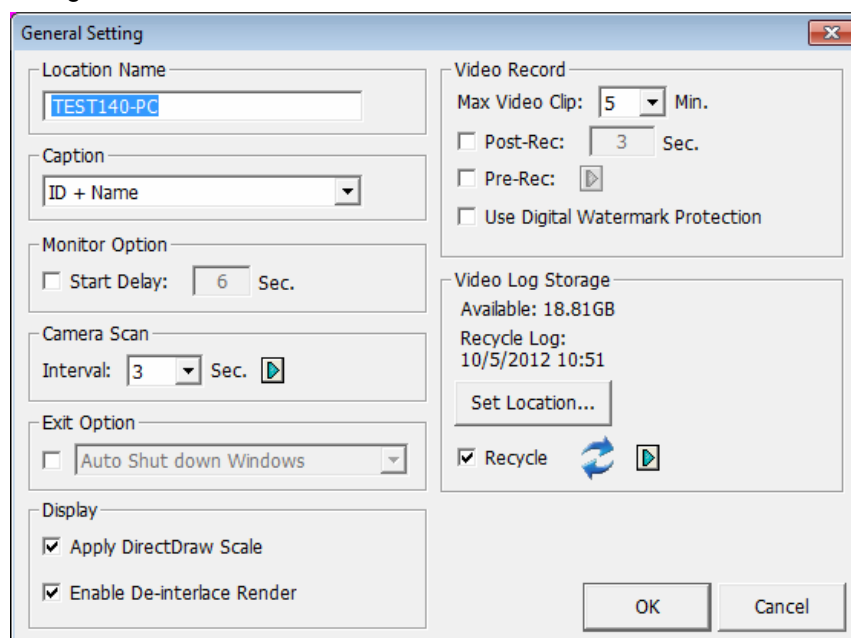 General Setting
Location Name
TEST140-PC
Caption
ID + Name
Monitor Option
Start Delay: 6 Sec.
Camera Scan
Interval: 3 Sec.
Exit Option
Auto Shut down Windows
Display
Apply DirectDraw Scale
Enable De-interlace Render
Video Record
Max Video Clip: 5 Min.
Post-Rec: 3 Sec.
Pre-Rec:
Use Digital Watermark Protection
Video Log Storage
Available: 18.81GB
Recycle Log:
10/5/2012 10:51
Set Location...
Recycle
OK Cancel